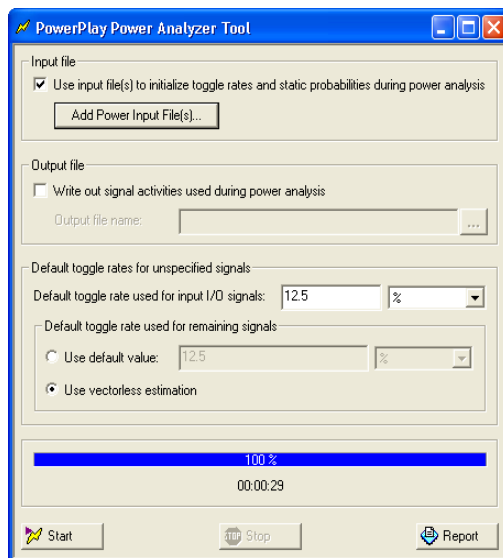 PowerPlay Power Analyzer Tool
Input file
Use input file(s) to initialize toggle rates and static probabilities during power analysis
Add Power Input File(s)...
Output file
Write out signal activities used during power analysis
Output file name:
...
Default toggle rates for unspecified signals
Default toggle rate used for input I/O signals: 12.5 %
Default toggle rate used for remaining signals
Use default value: 12.5 %
Use vectorless estimation
100 %
00:00:29
Start STOP Stop Report